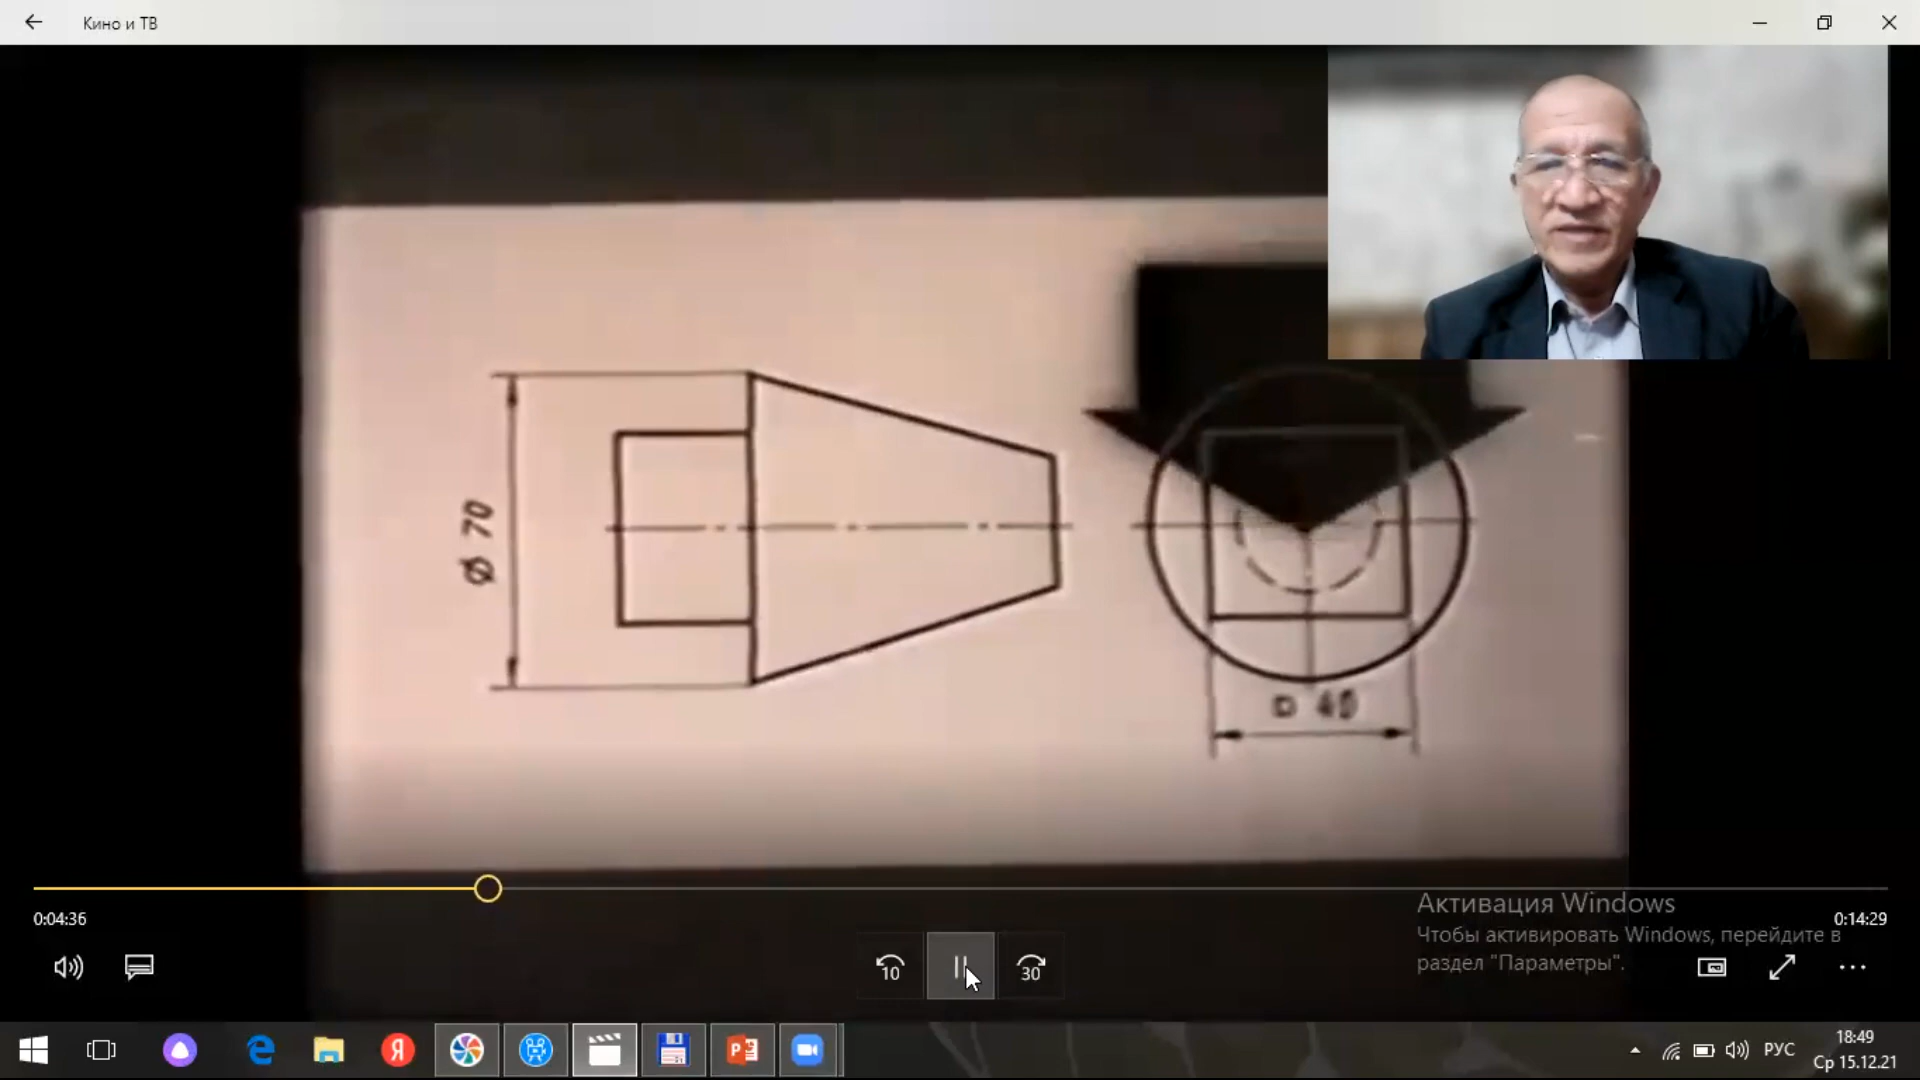 Кино и ТВ
Ø 70
□ 40
0:04:36
0:14:29
10
30
Активация Windows
Чтобы активировать Windows, перейдите в
раздел "Параметры".
Я
P
РУС
18:49
Ср 15.12.21